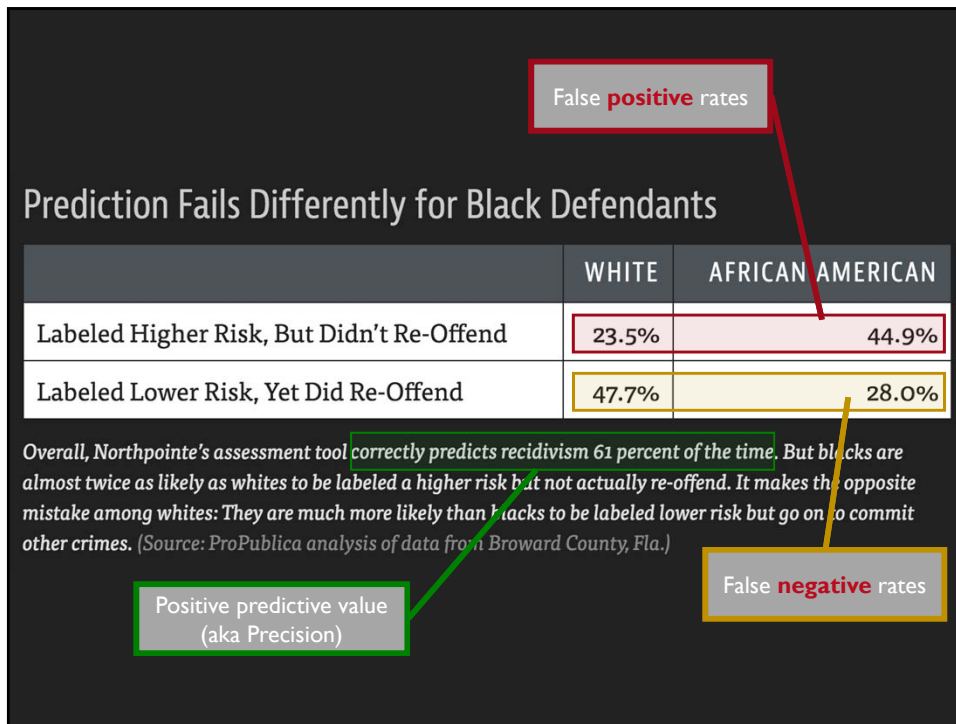 False positive rates
Prediction Fails Differently for Black Defendants
WHITE AFRICAN AMERICAN
Labeled Higher Risk, But Didn't Re-Offend 23.5% 44.9%
Labeled Lower Risk, Yet Did Re-Offend 47.7% 28.0%
Overall, Northpointe's assessment tool correctly predicts recidivism 61 percent of the time. But blacks are
almost twice as likely as whites to be labeled a higher risk but not actually re-offend. It makes the opposite
mistake among whites: They are much more likely than blacks to be labeled lower risk but go on to commit
other crimes. (Source: ProPublica analysis of data from Broward County, Fla.)
False negative rates
Positive predictive value
(aka Precision)